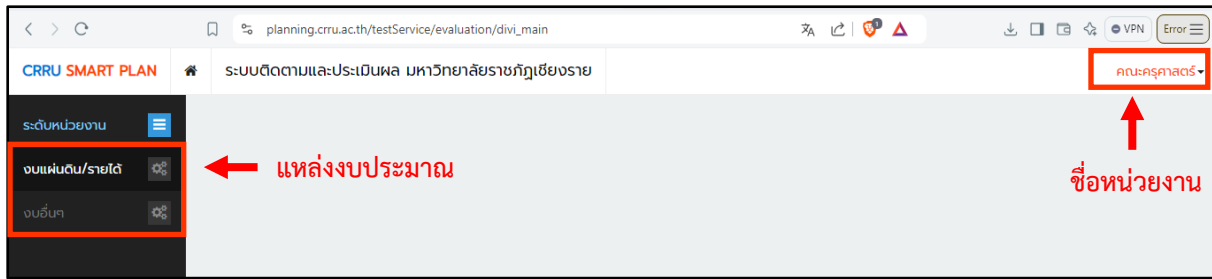 planning.crru.ac.th/testService/evaluation/divi_main VPN Error
CRRU SMART PLAN ระบบติดตามและประเมินผล มหาวิทยาลัยราชภัฏเชียงราย คณะครุศาสตร์
ระดับหน่วยงาน
งบแผ่นดิน/รายได้
แหล่งงบประมาณ
ชื่อหน่วยงาน
งบอื่นๆ